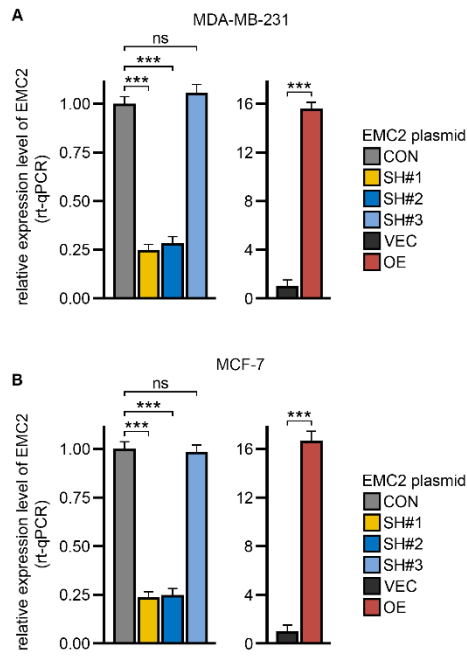 A
MDA-MB-231
relative expression level of EMC2
(rt-qPCR)
ns
***
***
1.00
0.75
0.50
0.25
0.00
***
16
12
8
4
0
EMC2 plasmid
CON
SH#1
SH#2
SH#3
VEC
OE
B
MCF-7
relative expression level of EMC2
(rt-qPCR)
ns
***
***
1.00
0.75
0.50
0.25
0.00
***
16
12
8
4
0
EMC2 plasmid
CON
SH#1
SH#2
SH#3
VEC
OE